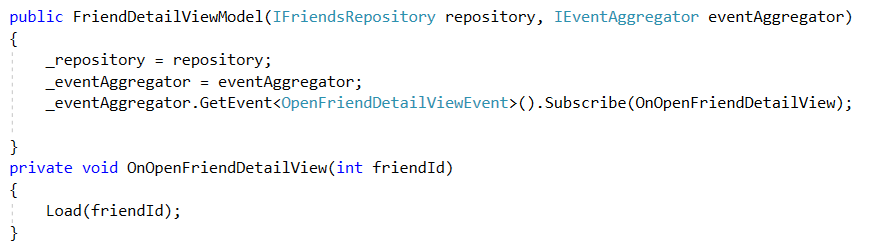 public FriendDetailViewModel(IFriendsRepository repository, IEventAggregator eventAggregator)
{
    _repository = repository;
    _eventAggregator = eventAggregator;
    _eventAggregator.GetEvent<OpenFriendDetailViewEvent>().Subscribe(OnOpenFriendDetailView);
}
private void OnOpenFriendDetailView(int friendId)
{
    Load(friendId);
}